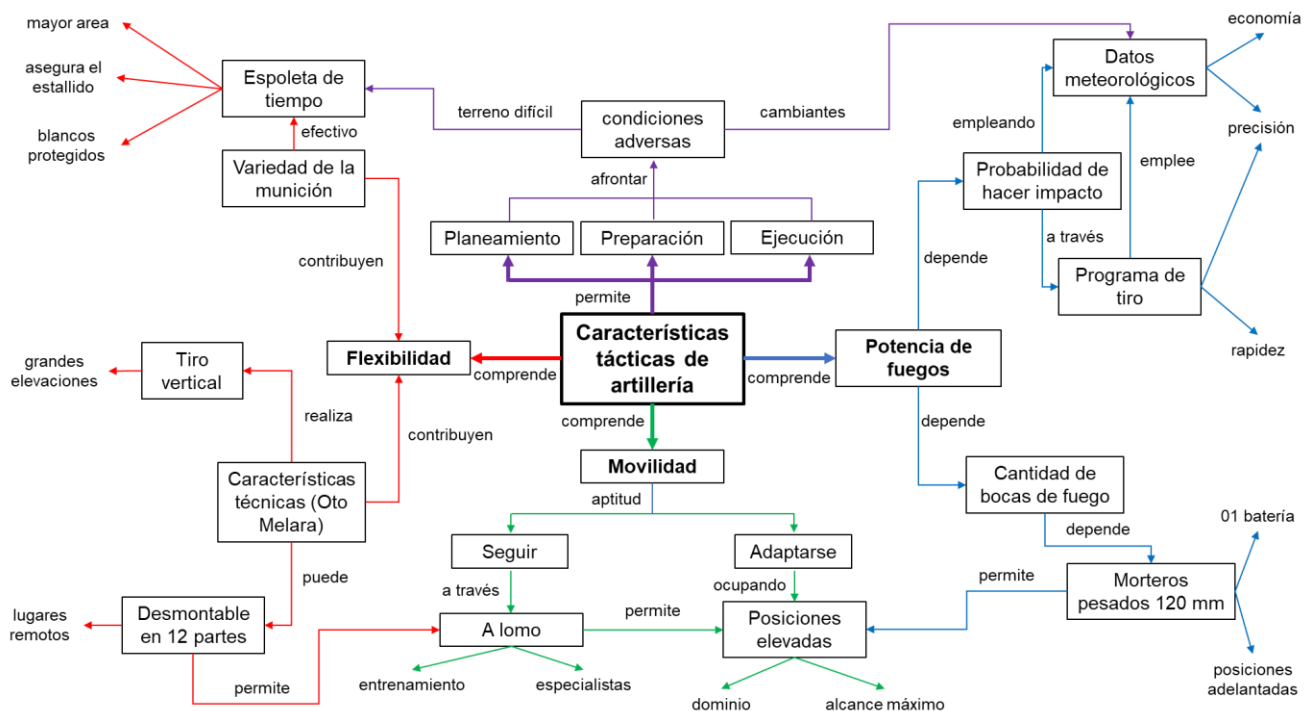 mayor area
economía
Datos
meteorológicos
asegura el
estallido
Espoleta de
tiempo
terreno difícil
condiciones
adversas
cambiantes
empleando
precisión
blancos
protegidos
efectivo
Variedad de la
munición
afrontar
Probabilidad de
hacer impacto
emplee
Planeamiento
Preparación
Ejecución
a través
contribuyen
depende
Programa de
tiro
permite
Características
tácticas de
artillería
Flexibilidad
comprende
comprende
Potencia de
fuegos
rapidez
grandes
elevaciones
Tiro
vertical
realiza
contribuyen
comprende
depende
Movilidad
aptitud
Características
técnicas (Oto
Melara)
Cantidad de
bocas de fuego
depende
01 batería
Seguir
Adaptarse
puede
a través
ocupando
permite
Morteros
pesados 120 mm
lugares
remotos
Desmontable
en 12 partes
A lomo
permite
Posiciones
elevadas
permite
entrenamiento
especialistas
dominio
alcance máximo
posiciones
adelantadas